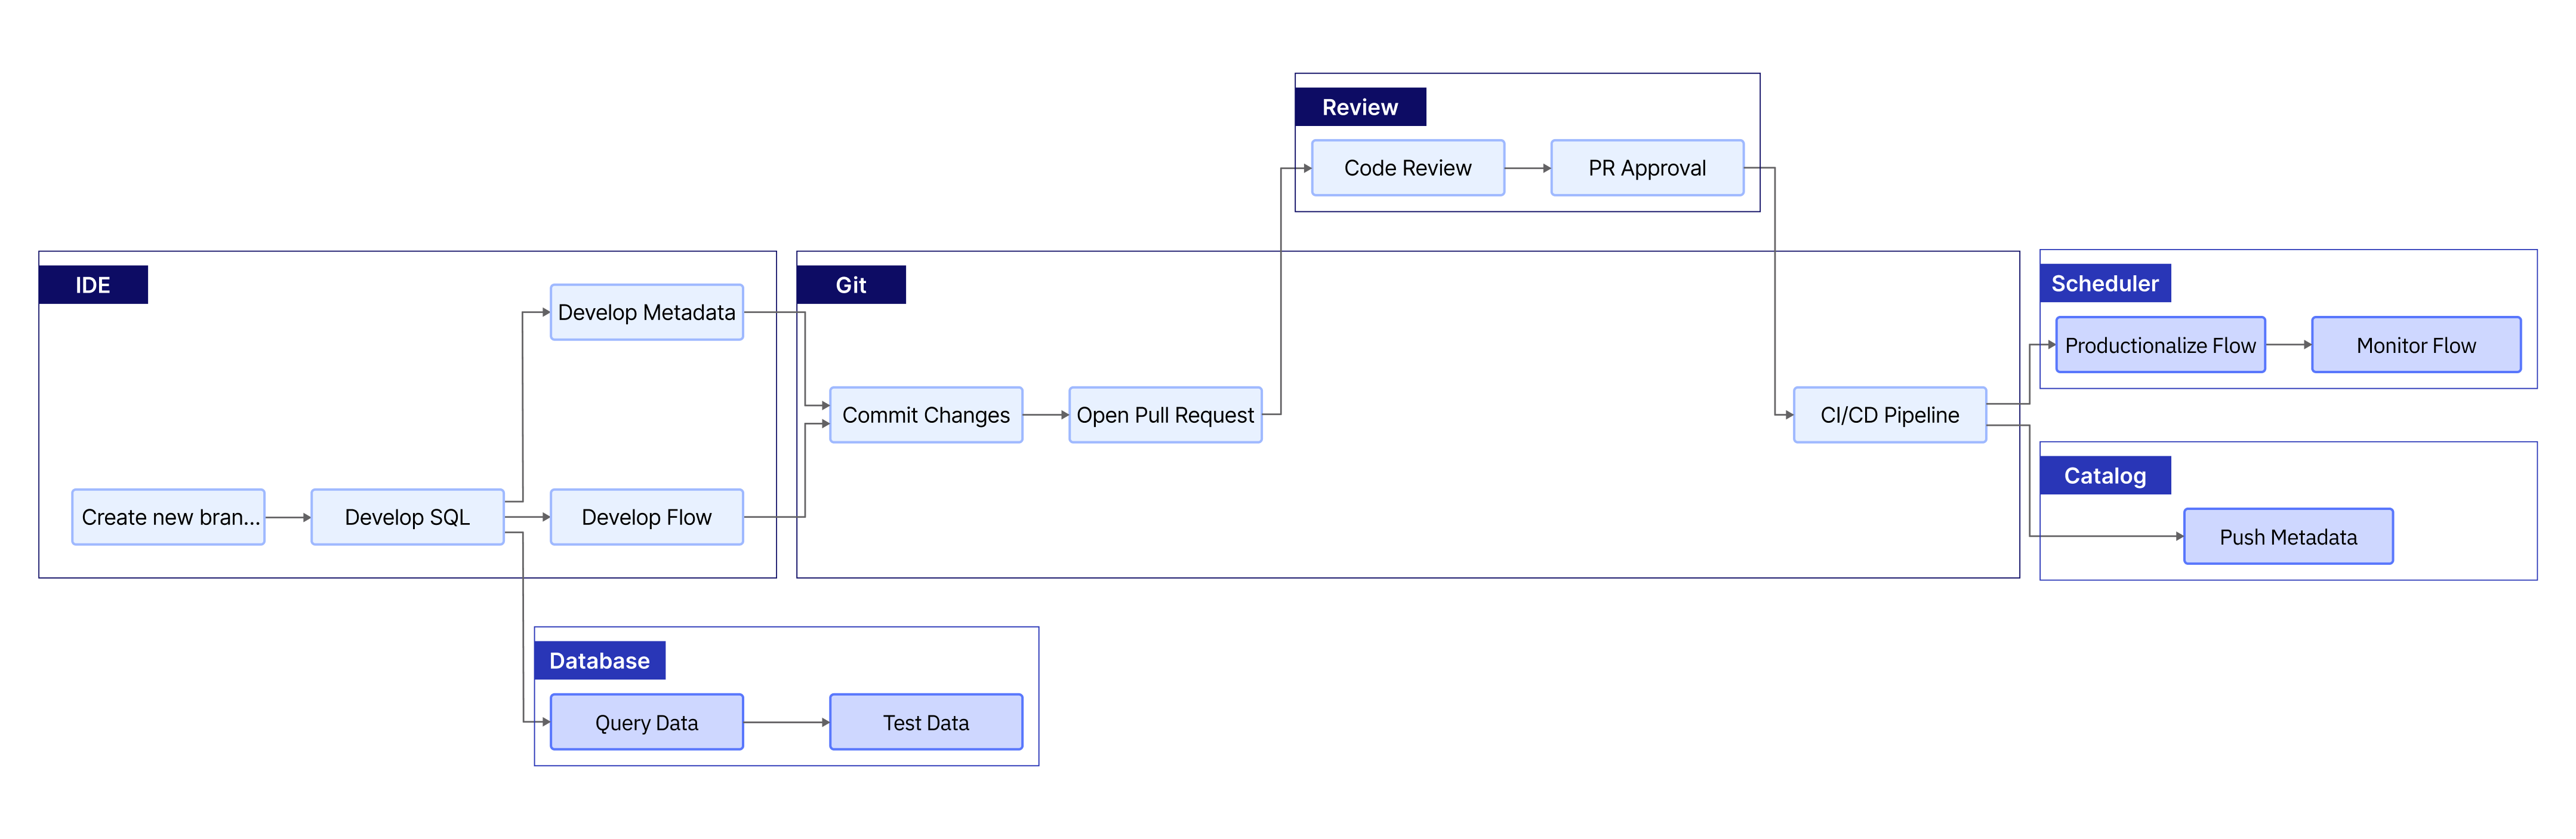 Review
Code Review
PR Approval
IDE
Develop Metadata
Create new bran...
Develop SQL
Develop Flow
Git
Commit Changes
Open Pull Request
CI/CD Pipeline
Scheduler
Productionalize Flow
Monitor Flow
Catalog
Push Metadata
Database
Query Data
Test Data